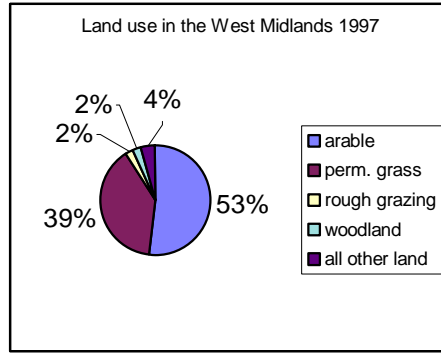 Land use in the West Midlands 1997
2%
4%
2%
39%
53%
arable
perm. grass
rough grazing
woodland
all other land